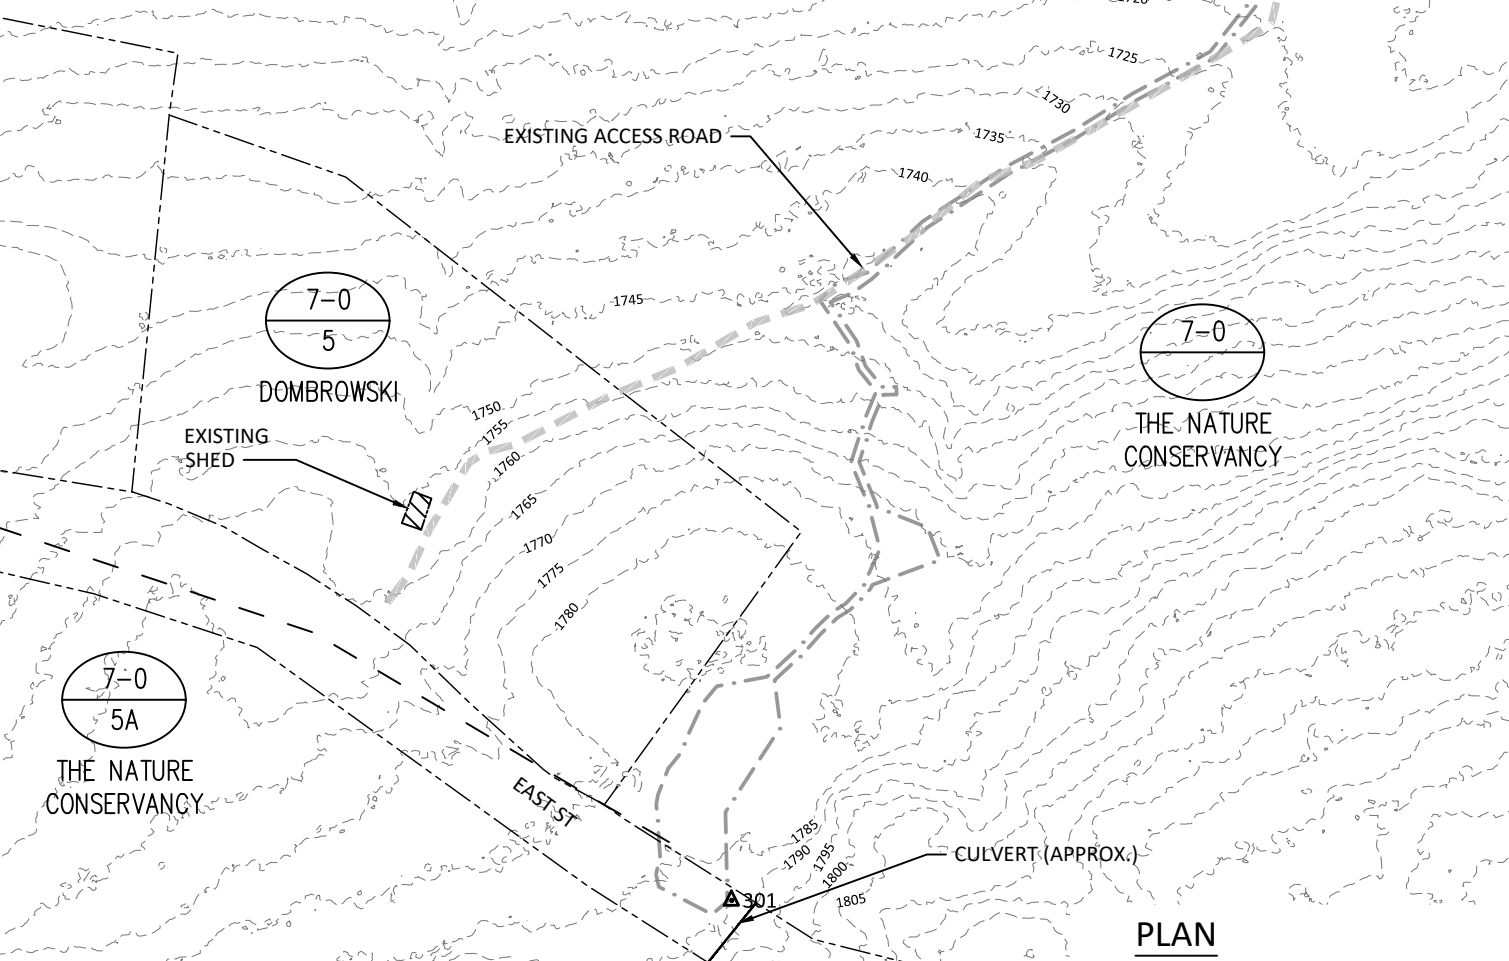 1720
1725
1730
1735
1740
EXISTING ACCESS ROAD
1745
7-0
5
DOMBROWSKI
7-0
THE NATURE
CONSERVANCY
1750
1755
1760
EXISTING
SHED
1765
1770
1775
1780
7-0
5A
THE NATURE
CONSERVANCY
EAST ST
1785
1790
1795
1800
1805
CULVERT (APPROX.)
301
PLAN